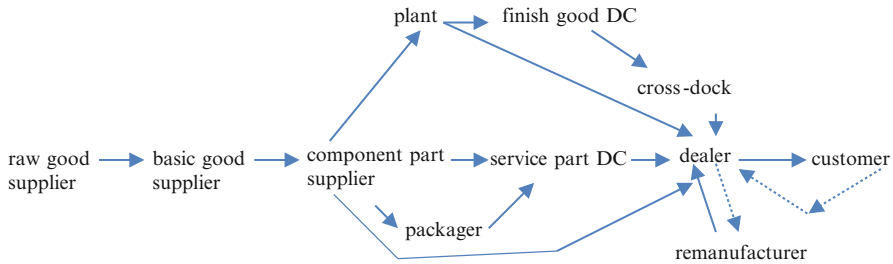 plant
finish good DC
cross-dock
raw good
supplier
basic good
supplier
component part
supplier
service part DC
dealer
customer
packager
remanufacturer